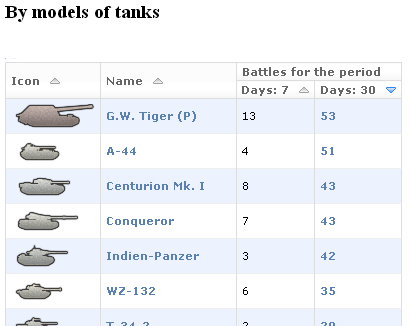 By models of tanks
Icon Name Battles for the period
Days: 7 Days: 30
G.W. Tiger (P) 13 53
A-44 4 51
Centurion Mk. I 8 43
Conqueror 7 43
Indien-Panzer 3 42
WZ-132 6 35